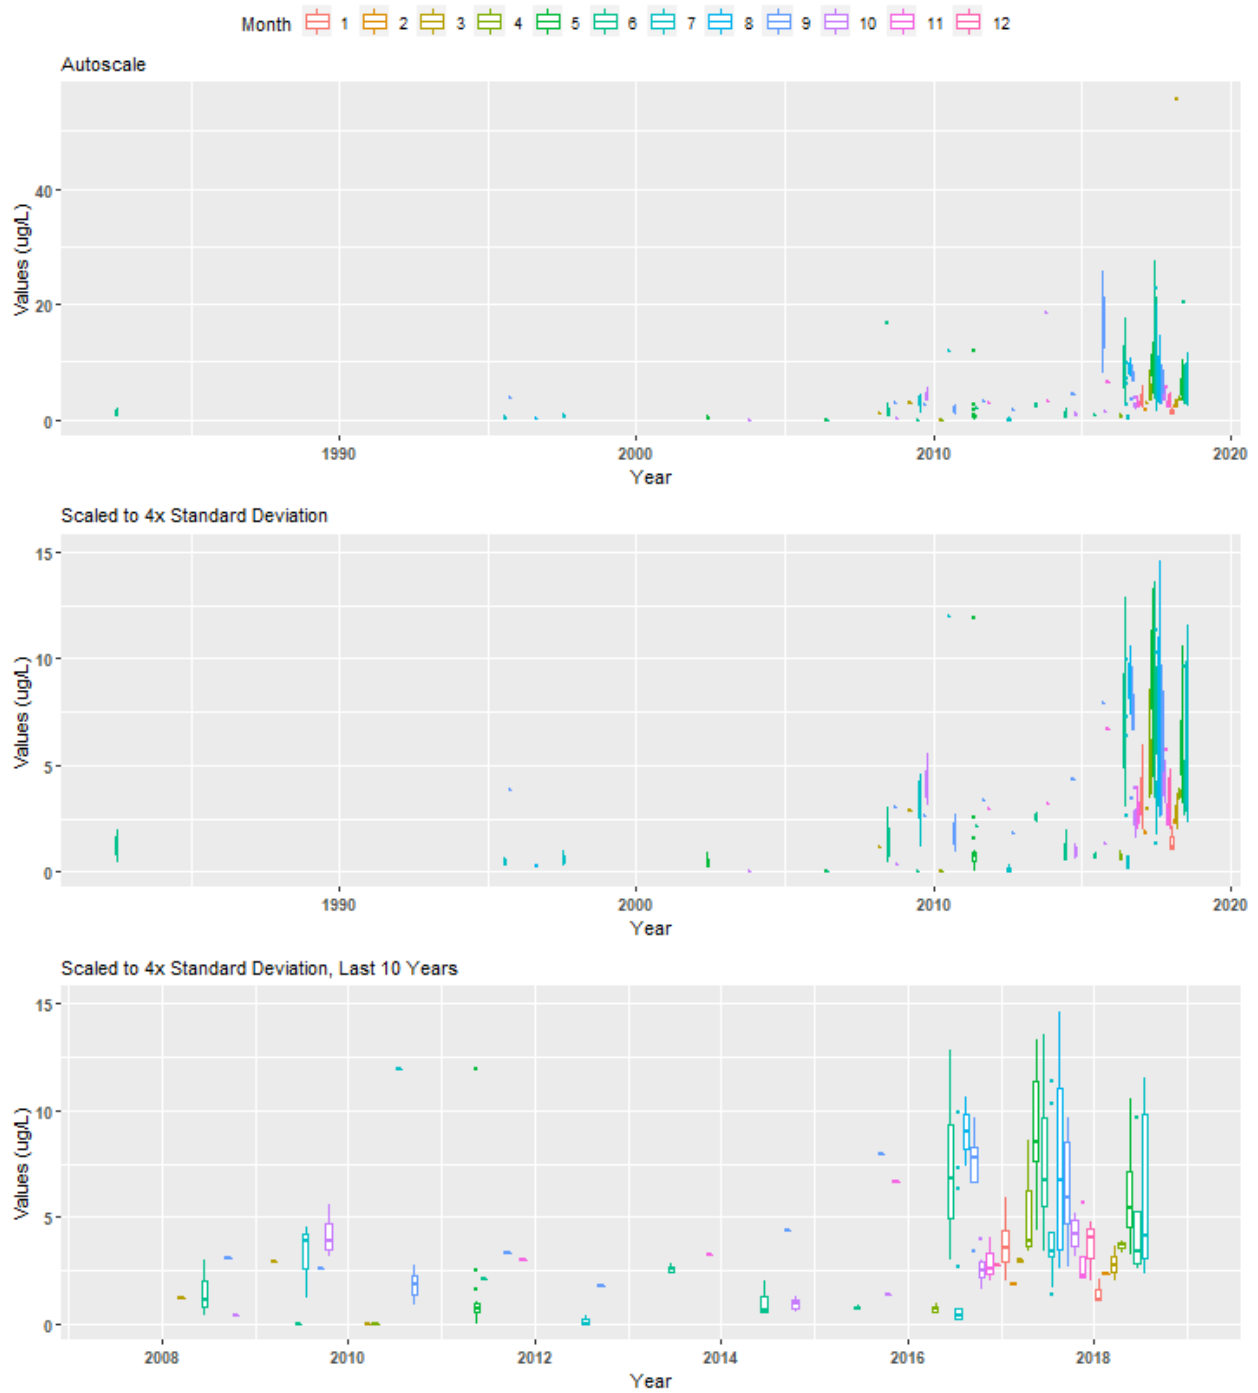 Month 1 2 3 4 5 6 7 8 9 10 11 12
Autoscale
Values (ug/L)
40
20
0
1990 2000 2010 2020
Year
Scaled to 4x Standard Deviation
Values (ug/L)
15
10
5
0
1990 2000 2010 2020
Year
Scaled to 4x Standard Deviation, Last 10 Years
Values (ug/L)
15
10
5
0
2008 2010 2012 2014 2016 2018
Year